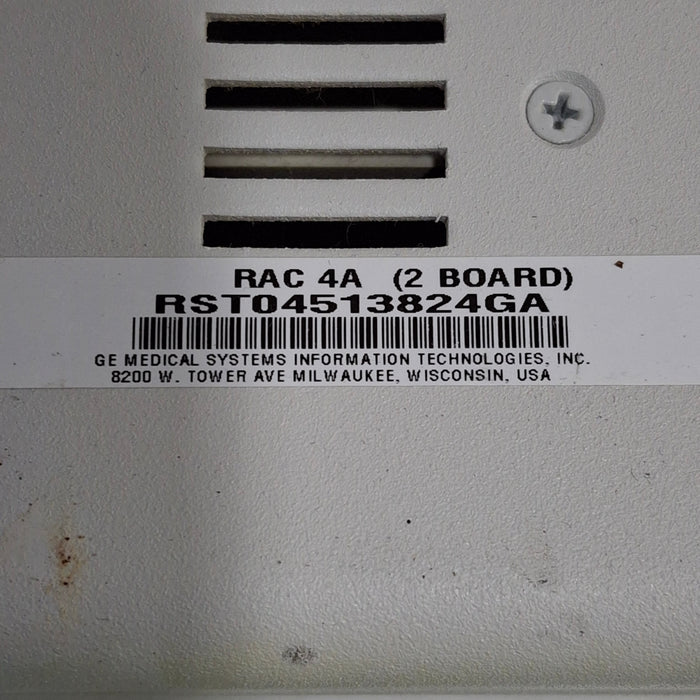 RAC 4A (2 BOARD)
RST04513824GA
GE MEDICAL SYSTEMS INFORMATION TECHNOLOGIES, INC.
8200 W. TOWER AVE MILWAUKEE, WISCONSIN, USA